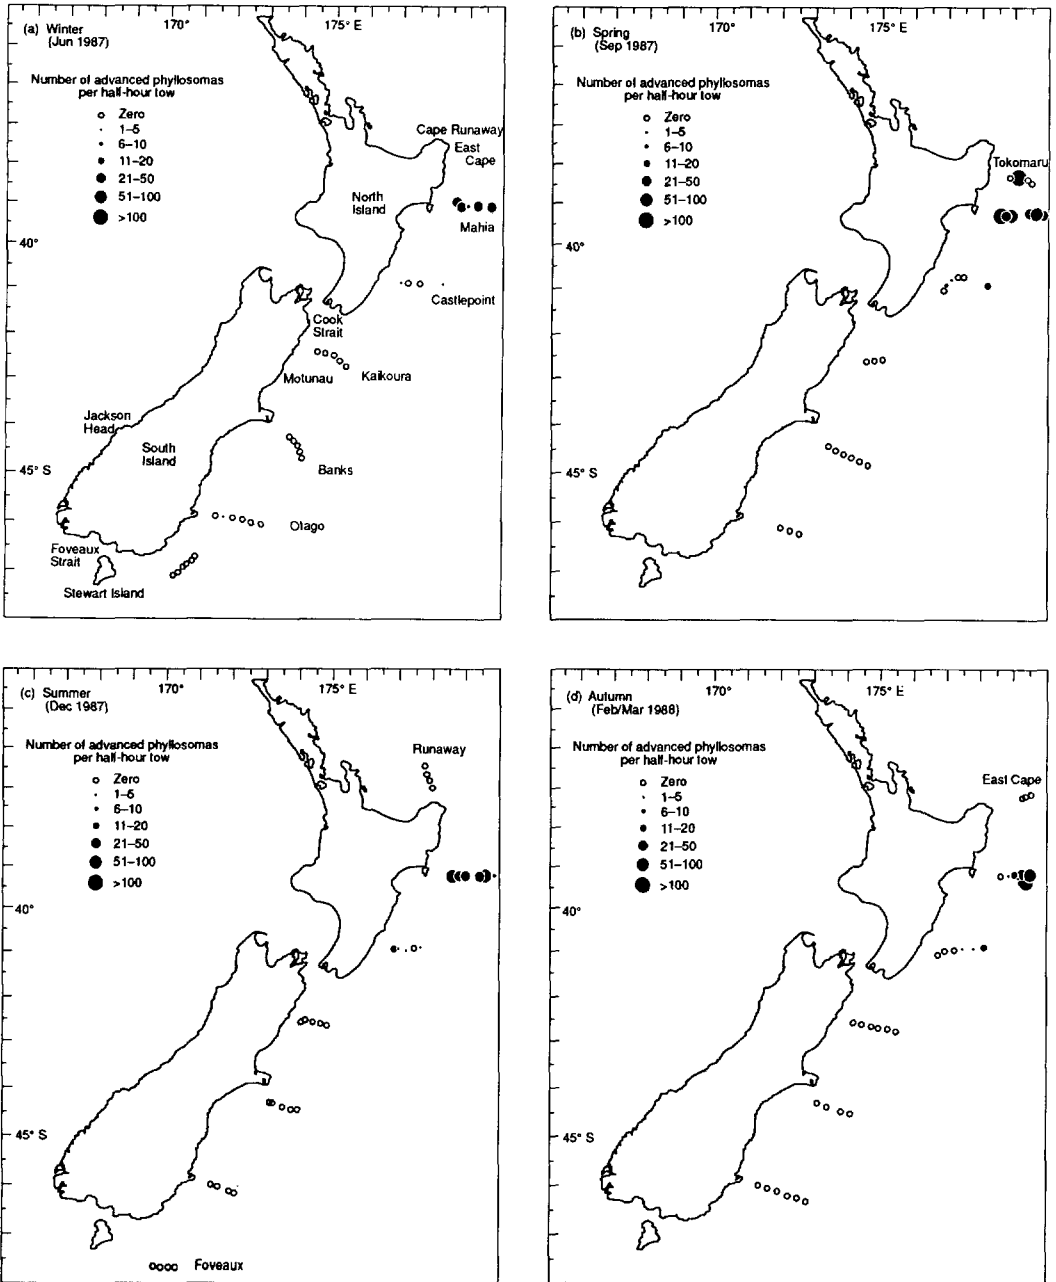 170°
175° E
(a) Winter
(Jun 1987)
Number of advanced phyllosomas
per half-hour tow
Zero
1–5
6–10
11–20
21–50
51–100
>100
Cape Runaway
East
Cape
North
Island
Mahia
40°
Castlepoint
Cook
Strait
Motunau
Kaikoura
Jackson
Head
South
Island
45° S
Banks
Otago
Foveaux
Strait
Stewart Island
170°
175° E
(b) Spring
(Sep 1987)
Number of advanced phyllosomas
per half-hour tow
Zero
1–5
6–10
11–20
21–50
51–100
>100
Tokomaru
40°
45° S
170°
175° E
(c) Summer
(Dec 1987)
Number of advanced phyllosomas
per half-hour tow
Zero
1–5
6–10
11–20
21–50
51–100
>100
Runaway
40°
45° S
Foveaux
170°
175° E
(d) Autumn
(Feb/Mar 1988)
Number of advanced phyllosomas
per half-hour tow
Zero
1–5
6–10
11–20
21–50
51–100
>100
East Cape
40°
45° S